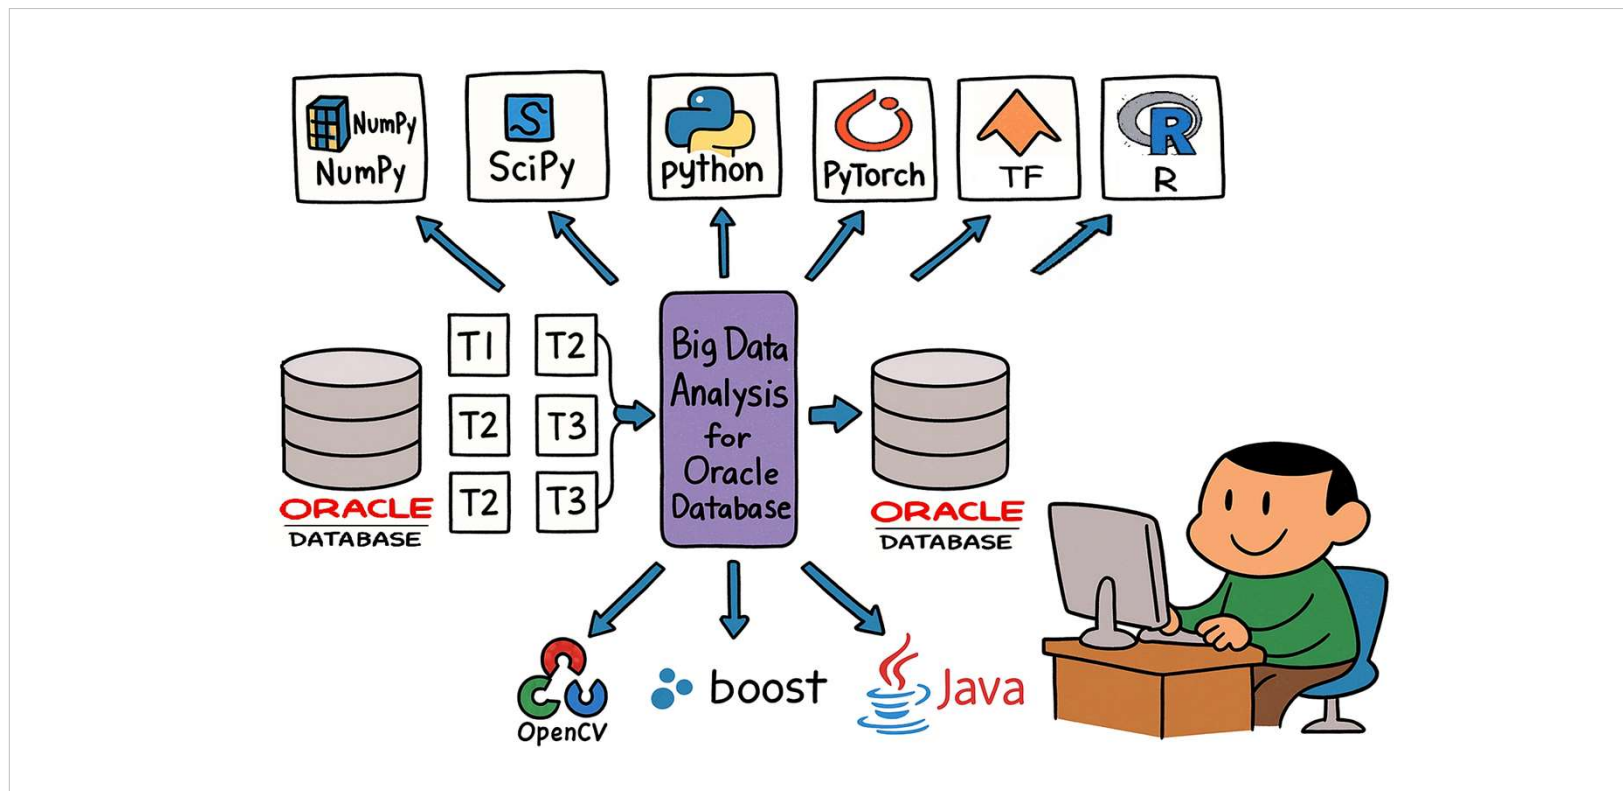 NumPy
NumPy
SciPy
python
PyTorch
TF
R
R
T1
T2
T2
T3
T2
T3
ORACLE
DATABASE
Big Data
Analysis
for
Oracle
Database
ORACLE
DATABASE
OpenCV
boost
Java